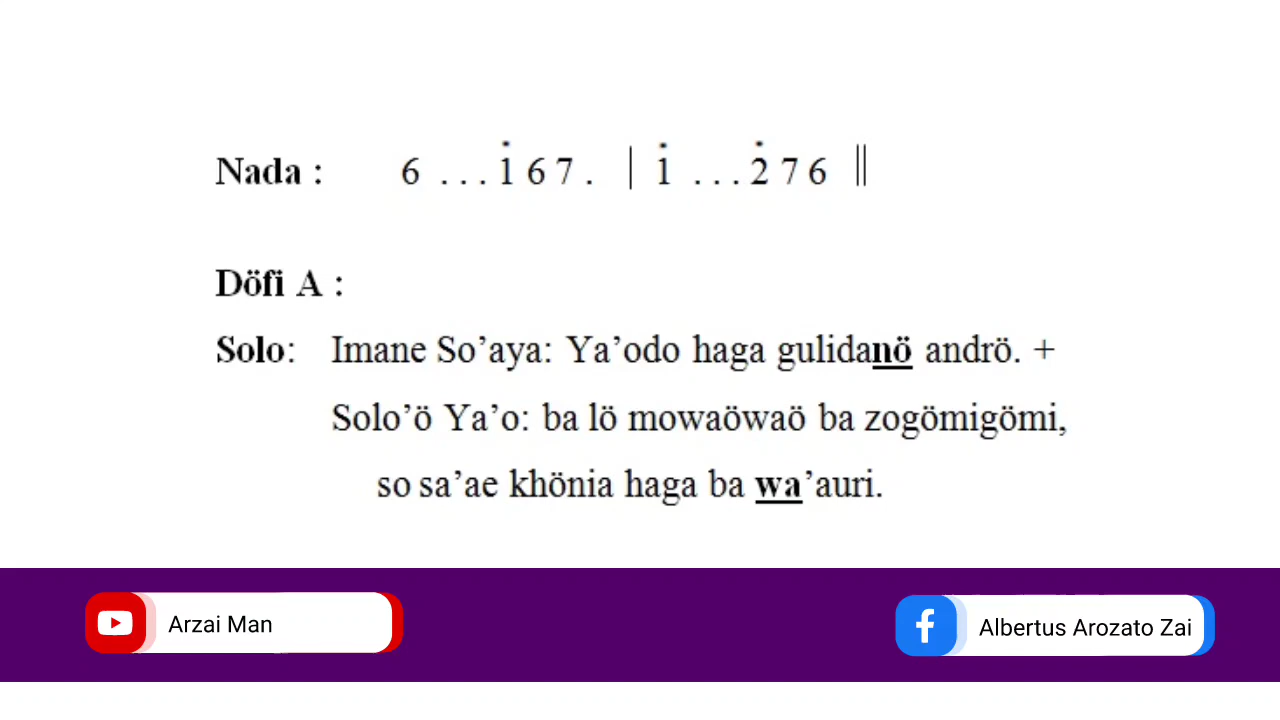 Nada : 6 ...i̇ 6 7 . | i̇ ...2̇ 7 6 ||
Döfi A :
Solo: Imane So’aya: Ya’odo haga gulidanö andrö. +
Solo’ö Ya’o: ba lö mowaöwaö ba zogömigömi,
so sa’ae khönia haga ba wa’auri.
Arzai Man
Albertus Arozato Zai